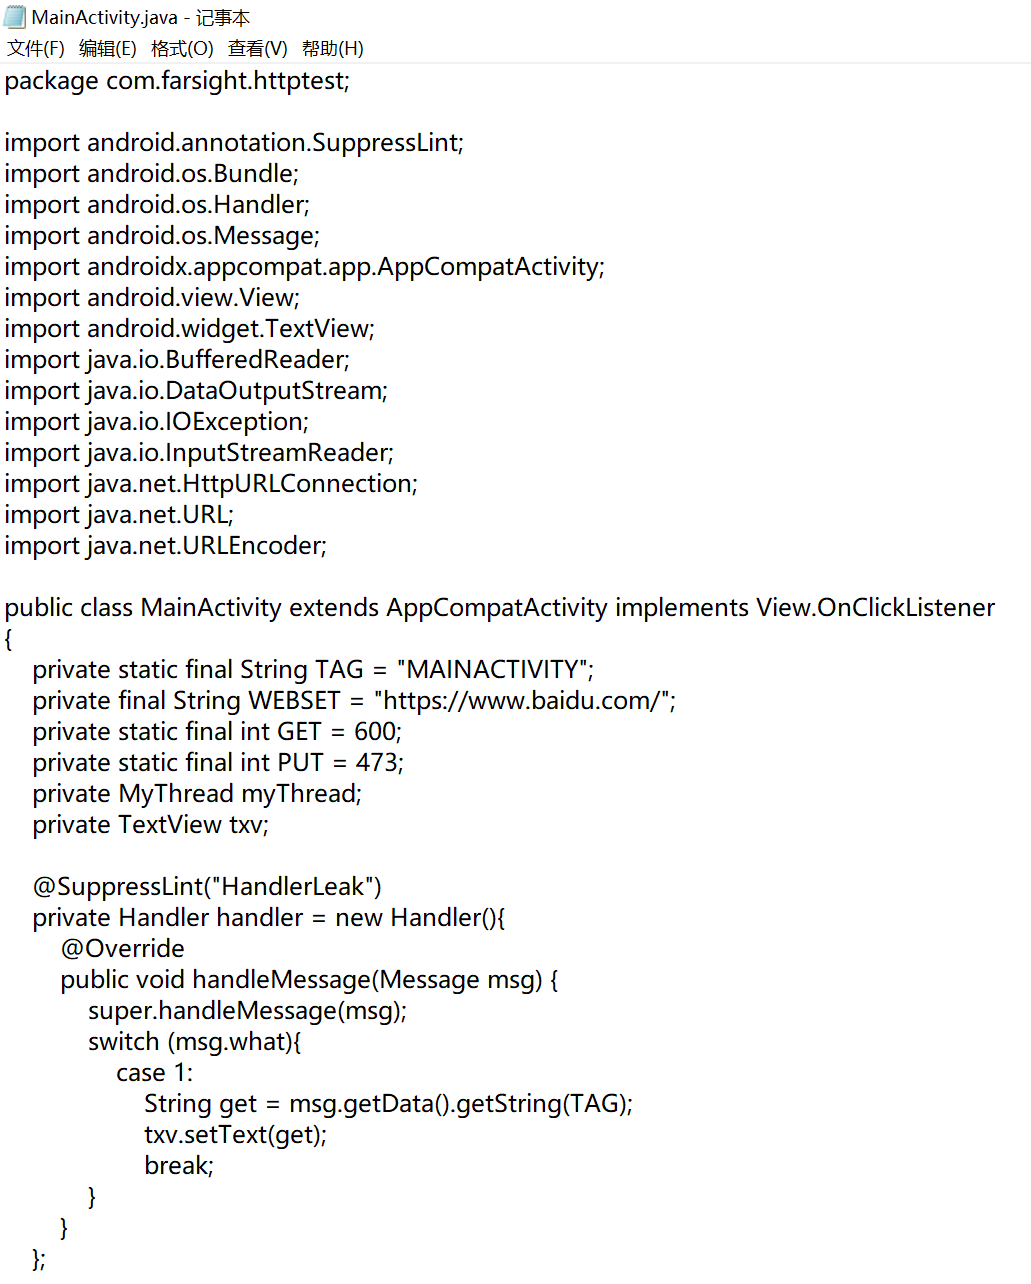 MainActivity.java - 记事本
文件(F) 编辑(E) 格式(O) 查看(V) 帮助(H)
package com.farsight.httptest;
import android.annotation.SuppressLint;
import android.os.Bundle;
import android.os.Handler;
import android.os.Message;
import androidx.appcompat.app.AppCompatActivity;
import android.view.View;
import android.widget.TextView;
import java.io.BufferedReader;
import java.io.DataOutputStream;
import java.io.IOException;
import java.io.InputStreamReader;
import java.net.HttpURLConnection;
import java.net.URL;
import java.net.URLEncoder;
public class MainActivity extends AppCompatActivity implements View.OnClickListener
{
private static final String TAG = "MAINACTIVITY";
private final String WEBSET = "https://www.baidu.com/";
private static final int GET = 600;
private static final int PUT = 473;
private MyThread myThread;
private TextView txv;
@SuppressLint("HandlerLeak")
private Handler handler = new Handler(){
@Override
public void handleMessage(Message msg) {
super.handleMessage(msg);
switch (msg.what){
case 1:
String get = msg.getData().getString(TAG);
txv.setText(get);
break;
}
}
};